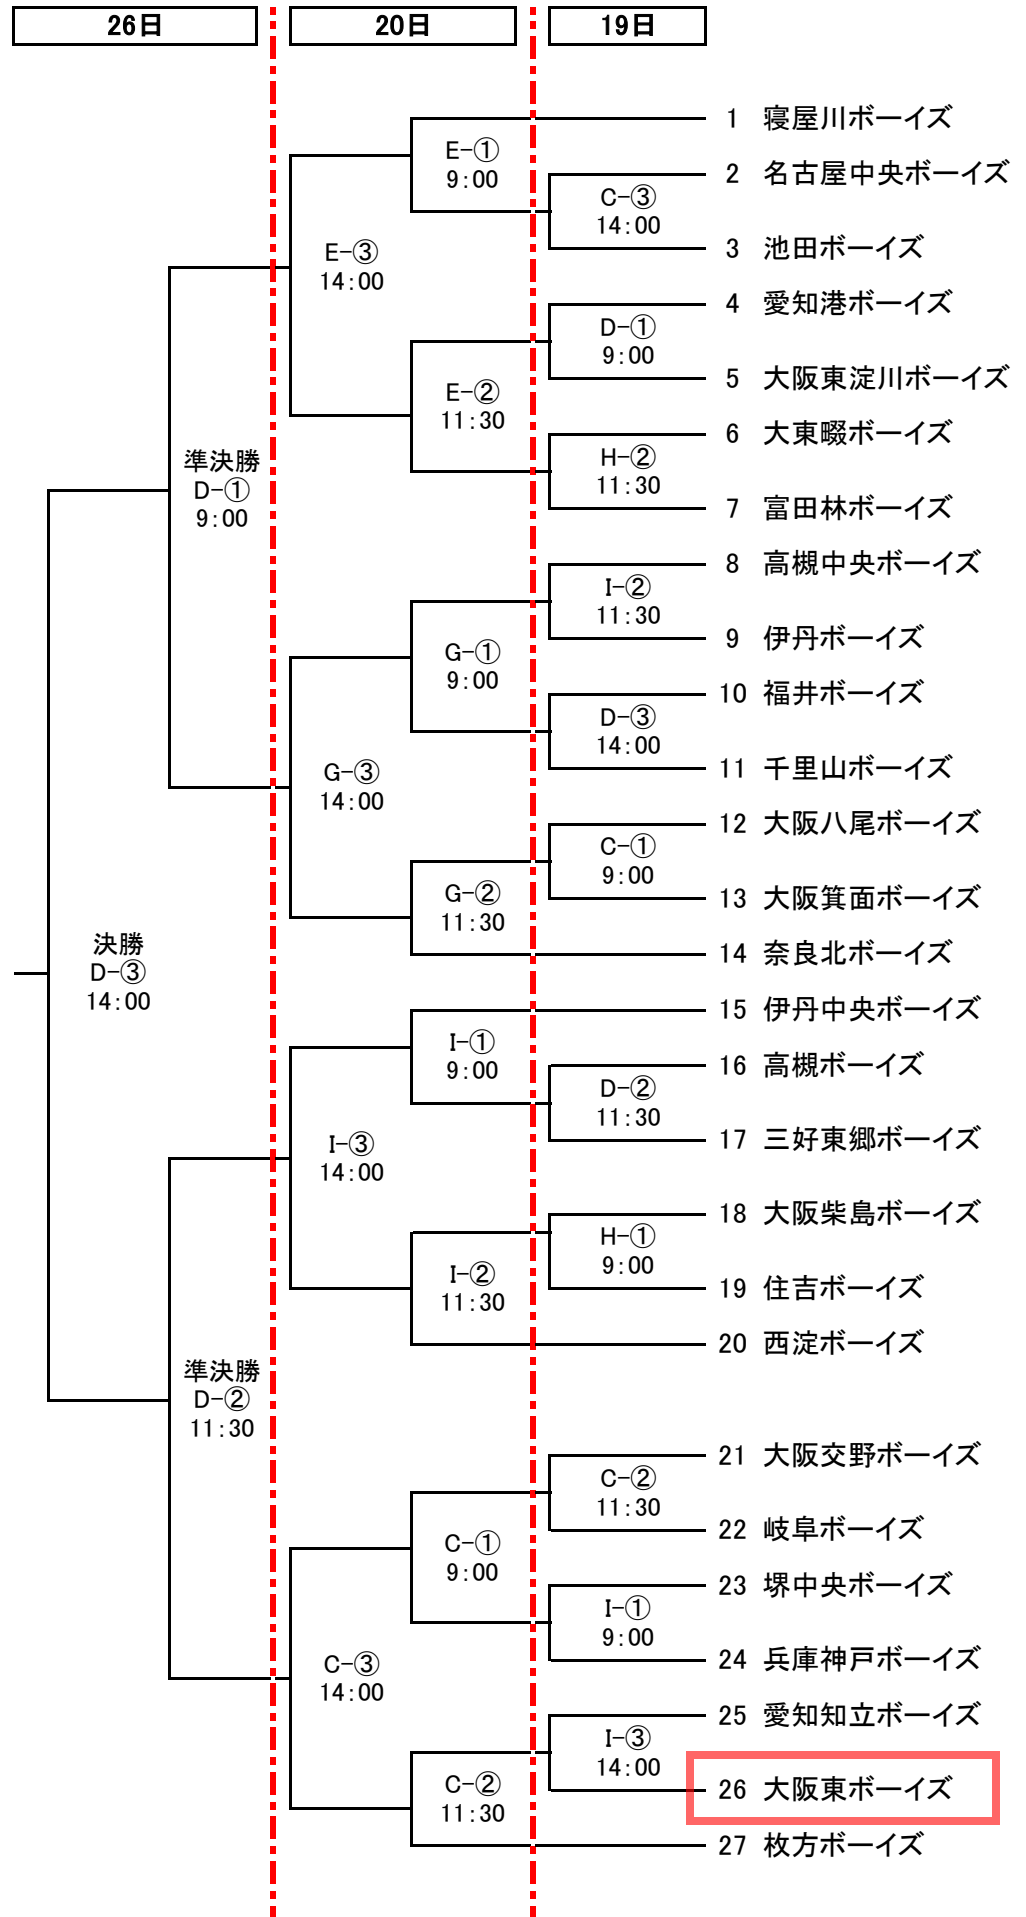 26日
20日
19日
1 寝屋川ボーイズ
E-①
9:00
2 名古屋中央ボーイズ
C-③
14:00
3 池田ボーイズ
E-③
14:00
4 愛知港ボーイズ
D-①
9:00
5 大阪東淀川ボーイズ
E-②
11:30
6 大東畷ボーイズ
H-②
11:30
7 富田林ボーイズ
準決勝
D-①
9:00
8 高槻中央ボーイズ
I-②
11:30
9 伊丹ボーイズ
G-①
9:00
10 福井ボーイズ
D-③
14:00
11 千里山ボーイズ
G-③
14:00
12 大阪八尾ボーイズ
C-①
9:00
13 大阪箕面ボーイズ
G-②
11:30
14 奈良北ボーイズ
決勝
D-③
14:00
15 伊丹中央ボーイズ
I-①
9:00
16 高槻ボーイズ
D-②
11:30
17 三好東郷ボーイズ
I-③
14:00
18 大阪柴島ボーイズ
H-①
9:00
19 住吉ボーイズ
I-②
11:30
20 西淀ボーイズ
準決勝
D-②
11:30
21 大阪交野ボーイズ
C-②
11:30
22 岐阜ボーイズ
C-①
9:00
23 堺中央ボーイズ
I-①
9:00
24 兵庫神戸ボーイズ
C-③
14:00
25 愛知知立ボーイズ
I-③
14:00
26 大阪東ボーイズ
C-②
11:30
27 枚方ボーイズ